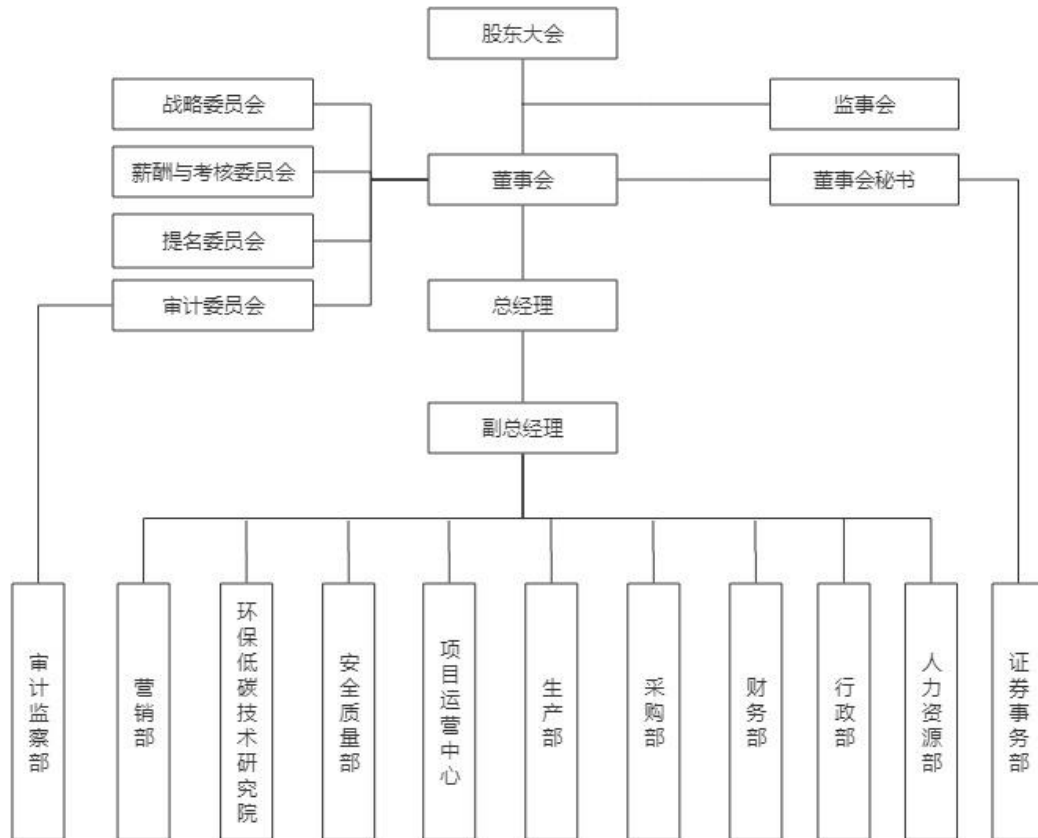 股东大会
战略委员会
监事会
薪酬与考核委员会
董事会
董事会秘书
提名委员会
审计委员会
总经理
副总经理
审计监察部
营销部
环保低碳技术研究院
安全质量部
项目运营中心
生产部
采购部
财务部
行政部
人力资源部
证券事务部